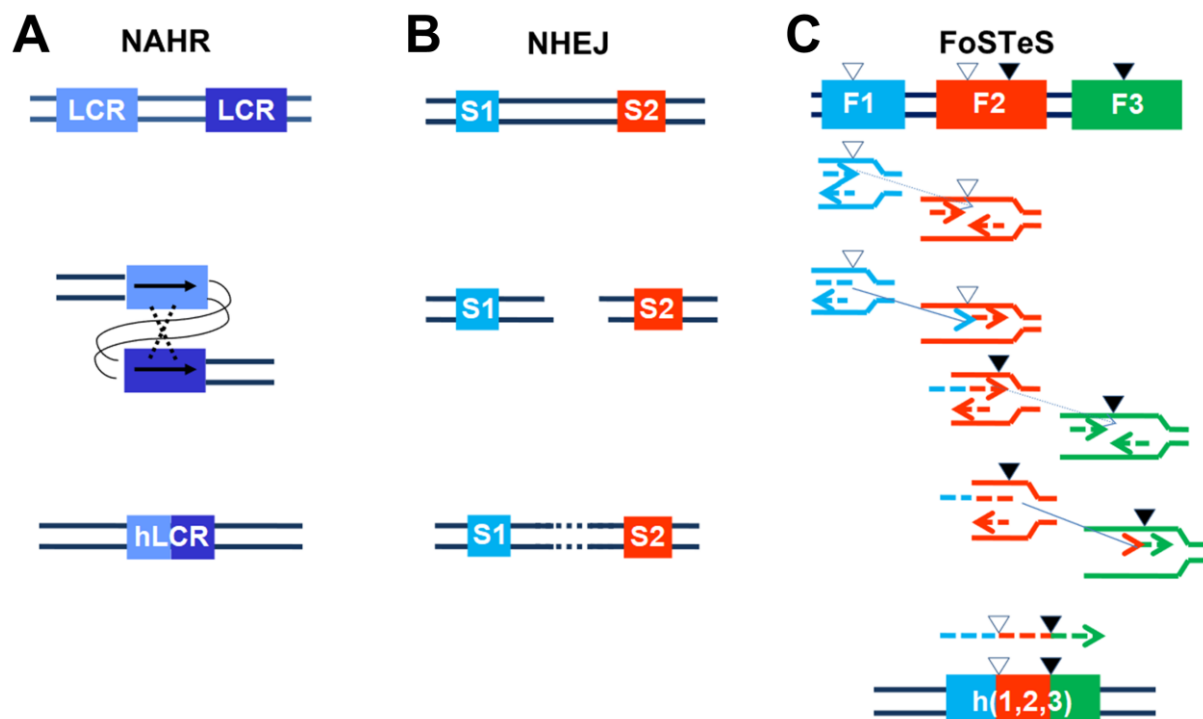 A
NAHR
LCR
LCR
hLCR
B
NHEJ
S1
S2
S1
S2
S1
S2
C
FoSTeS
F1
F2
F3
h(1,2,3)